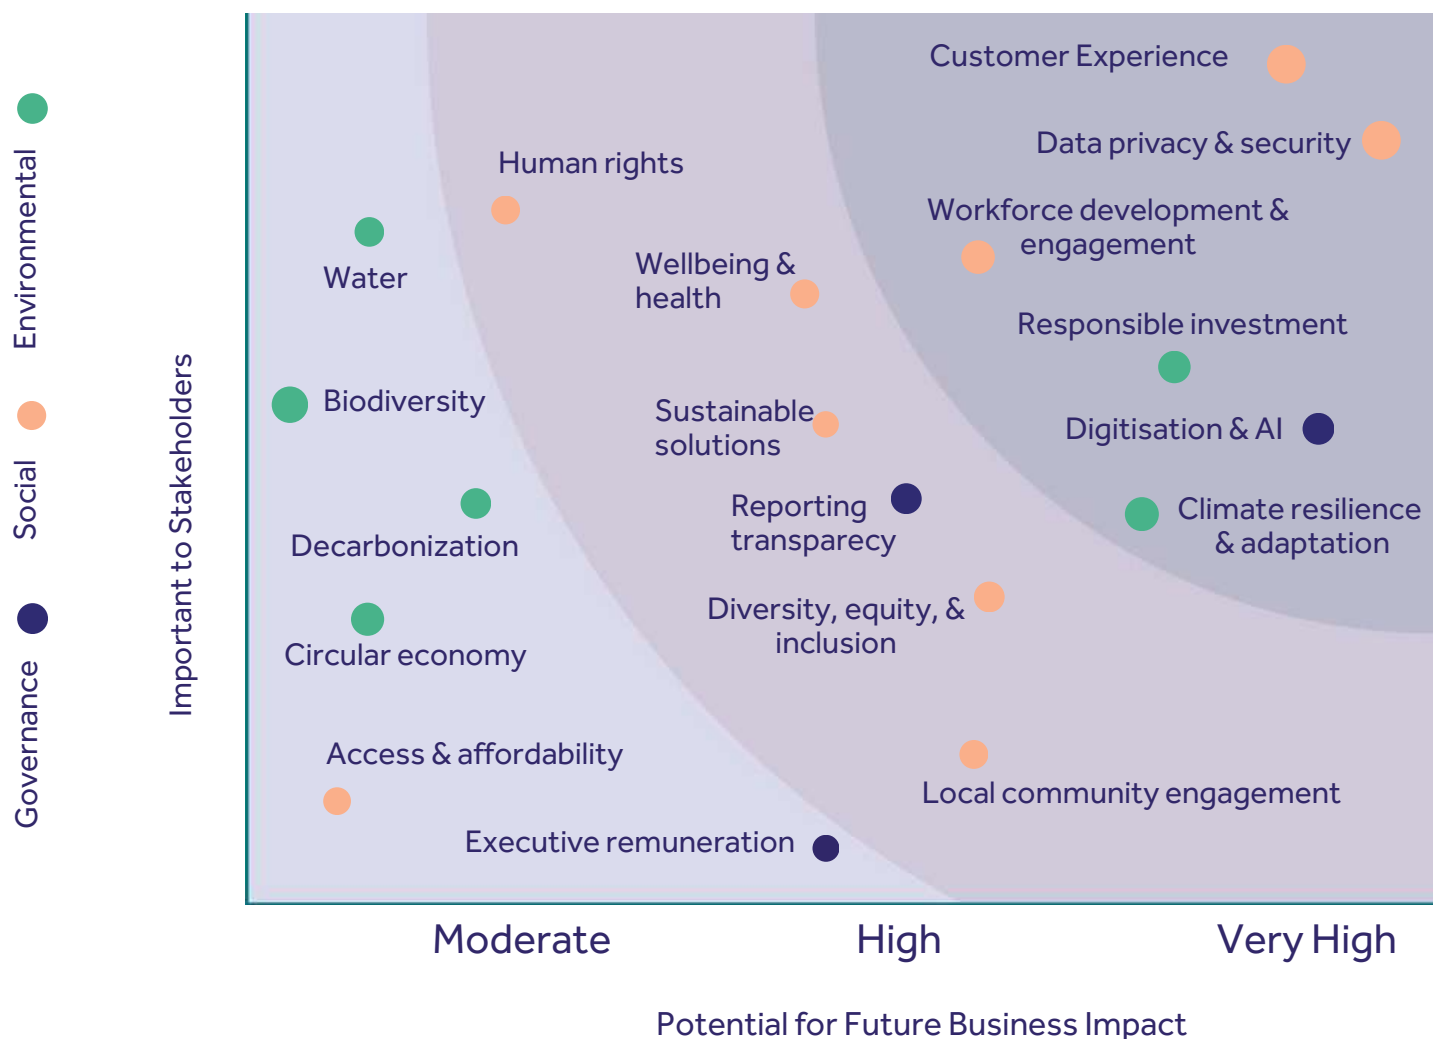 Environmental
Social
Governance
Important to Stakeholders
Customer Experience
Data privacy & security
Human rights
Workforce development &
engagement
Water
Wellbeing &
health
Responsible investment
Biodiversity
Sustainable
solutions
Digitisation & AI
Reporting
transparecy
Climate resilience
& adaptation
Decarbonization
Diversity, equity, &
inclusion
Circular economy
Access & affordability
Local community engagement
Executive remuneration
Moderate
High
Very High
Potential for Future Business Impact